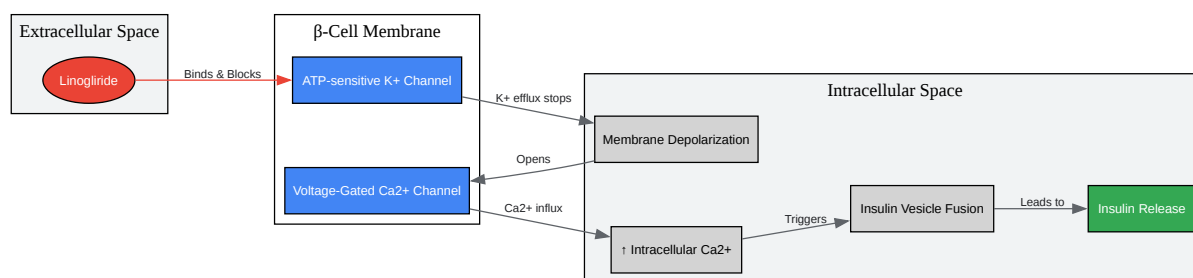 Extracellular Space
β-Cell Membrane
Linogliride
Binds & Blocks
ATP-sensitive K+ Channel
Intracellular Space
K+ efflux stops
Membrane Depolarization
Opens
Voltage-Gated Ca2+ Channel
Ca2+ influx
↑ Intracellular Ca2+
Triggers
Insulin Vesicle Fusion
Leads to
Insulin Release